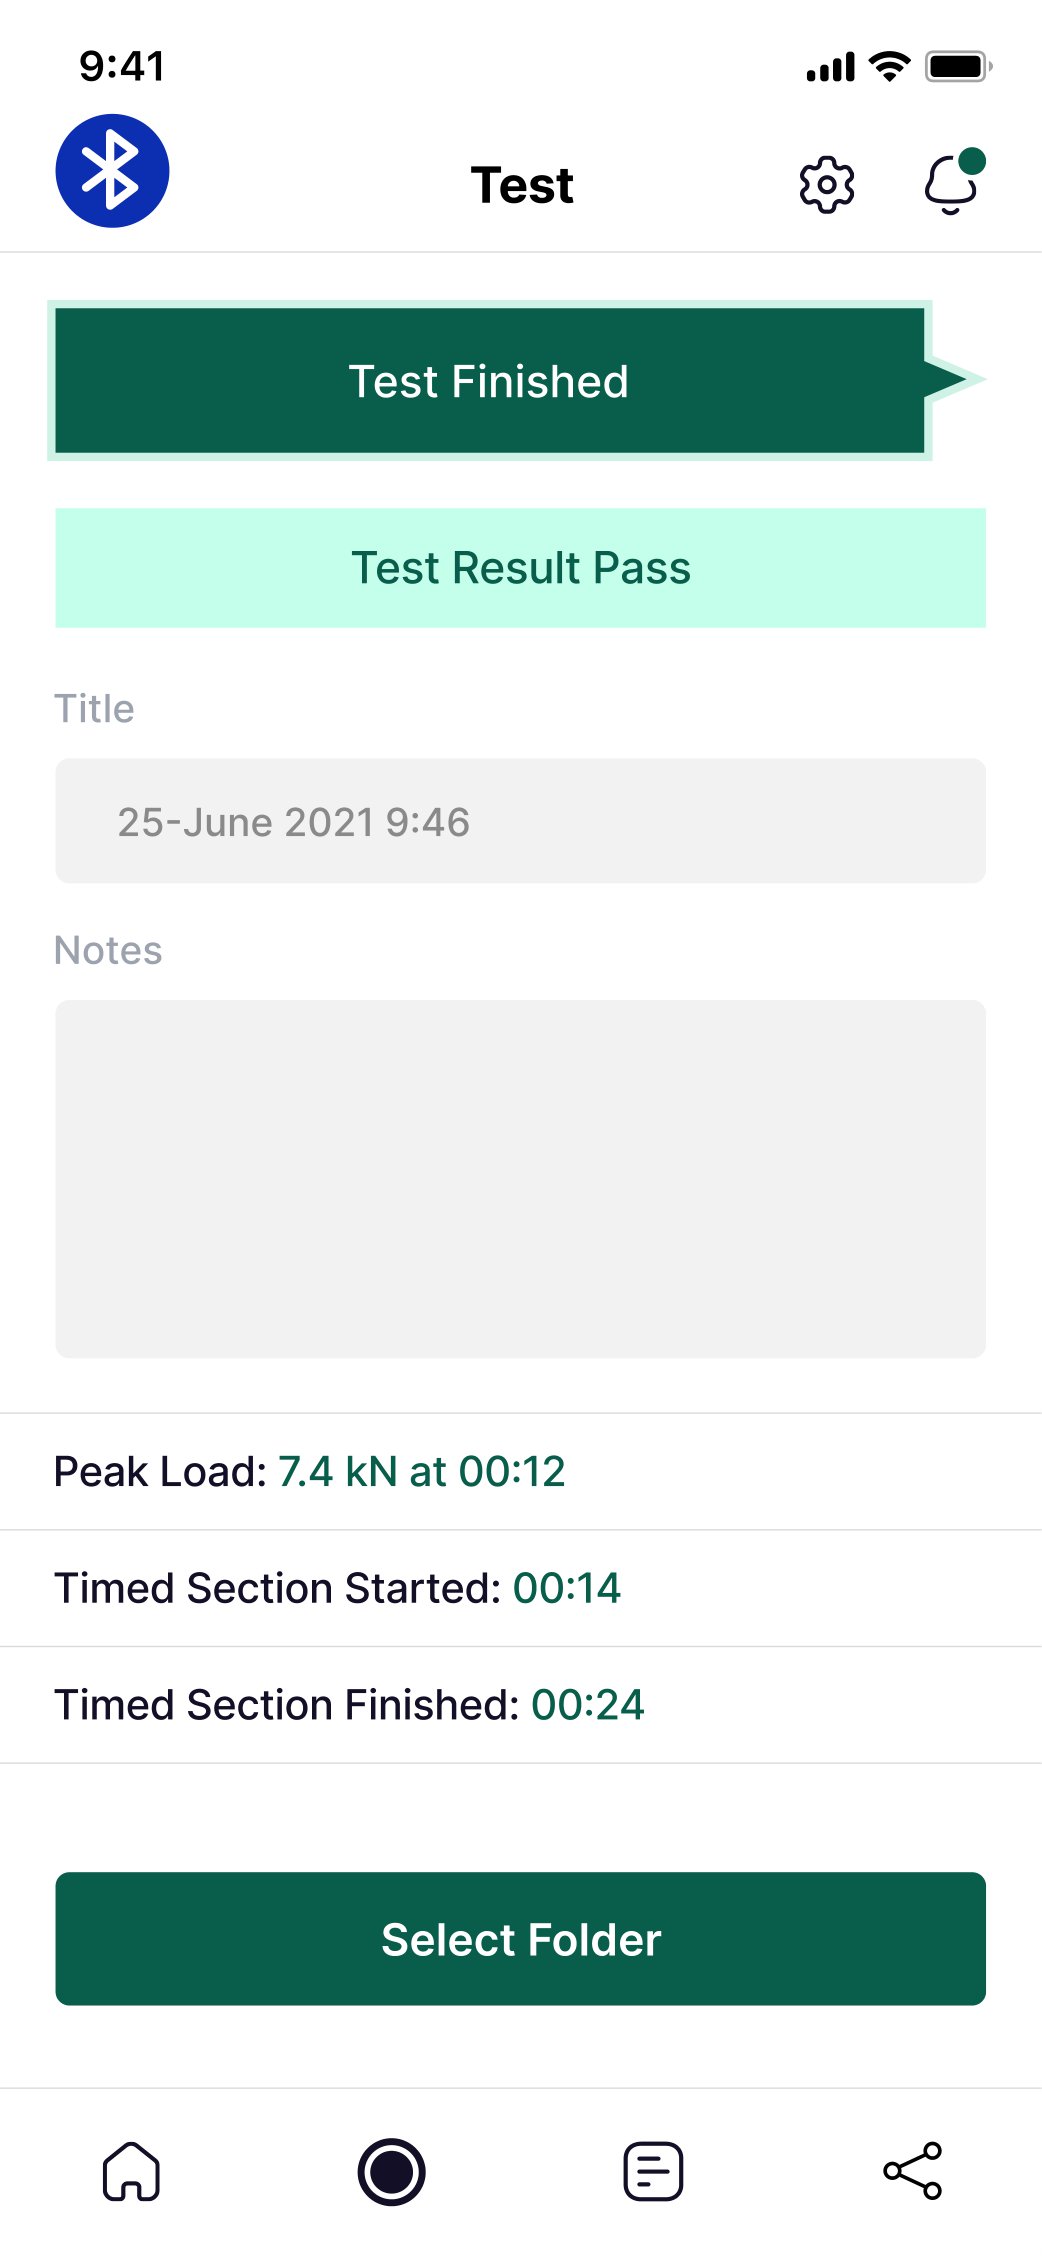 9:41
Test
Test Finished
Test Result Pass
Title
25-June 2021 9:46
Notes
Peak Load: 7.4 kN at 00:12
Timed Section Started: 00:14
Timed Section Finished: 00:24
Select Folder